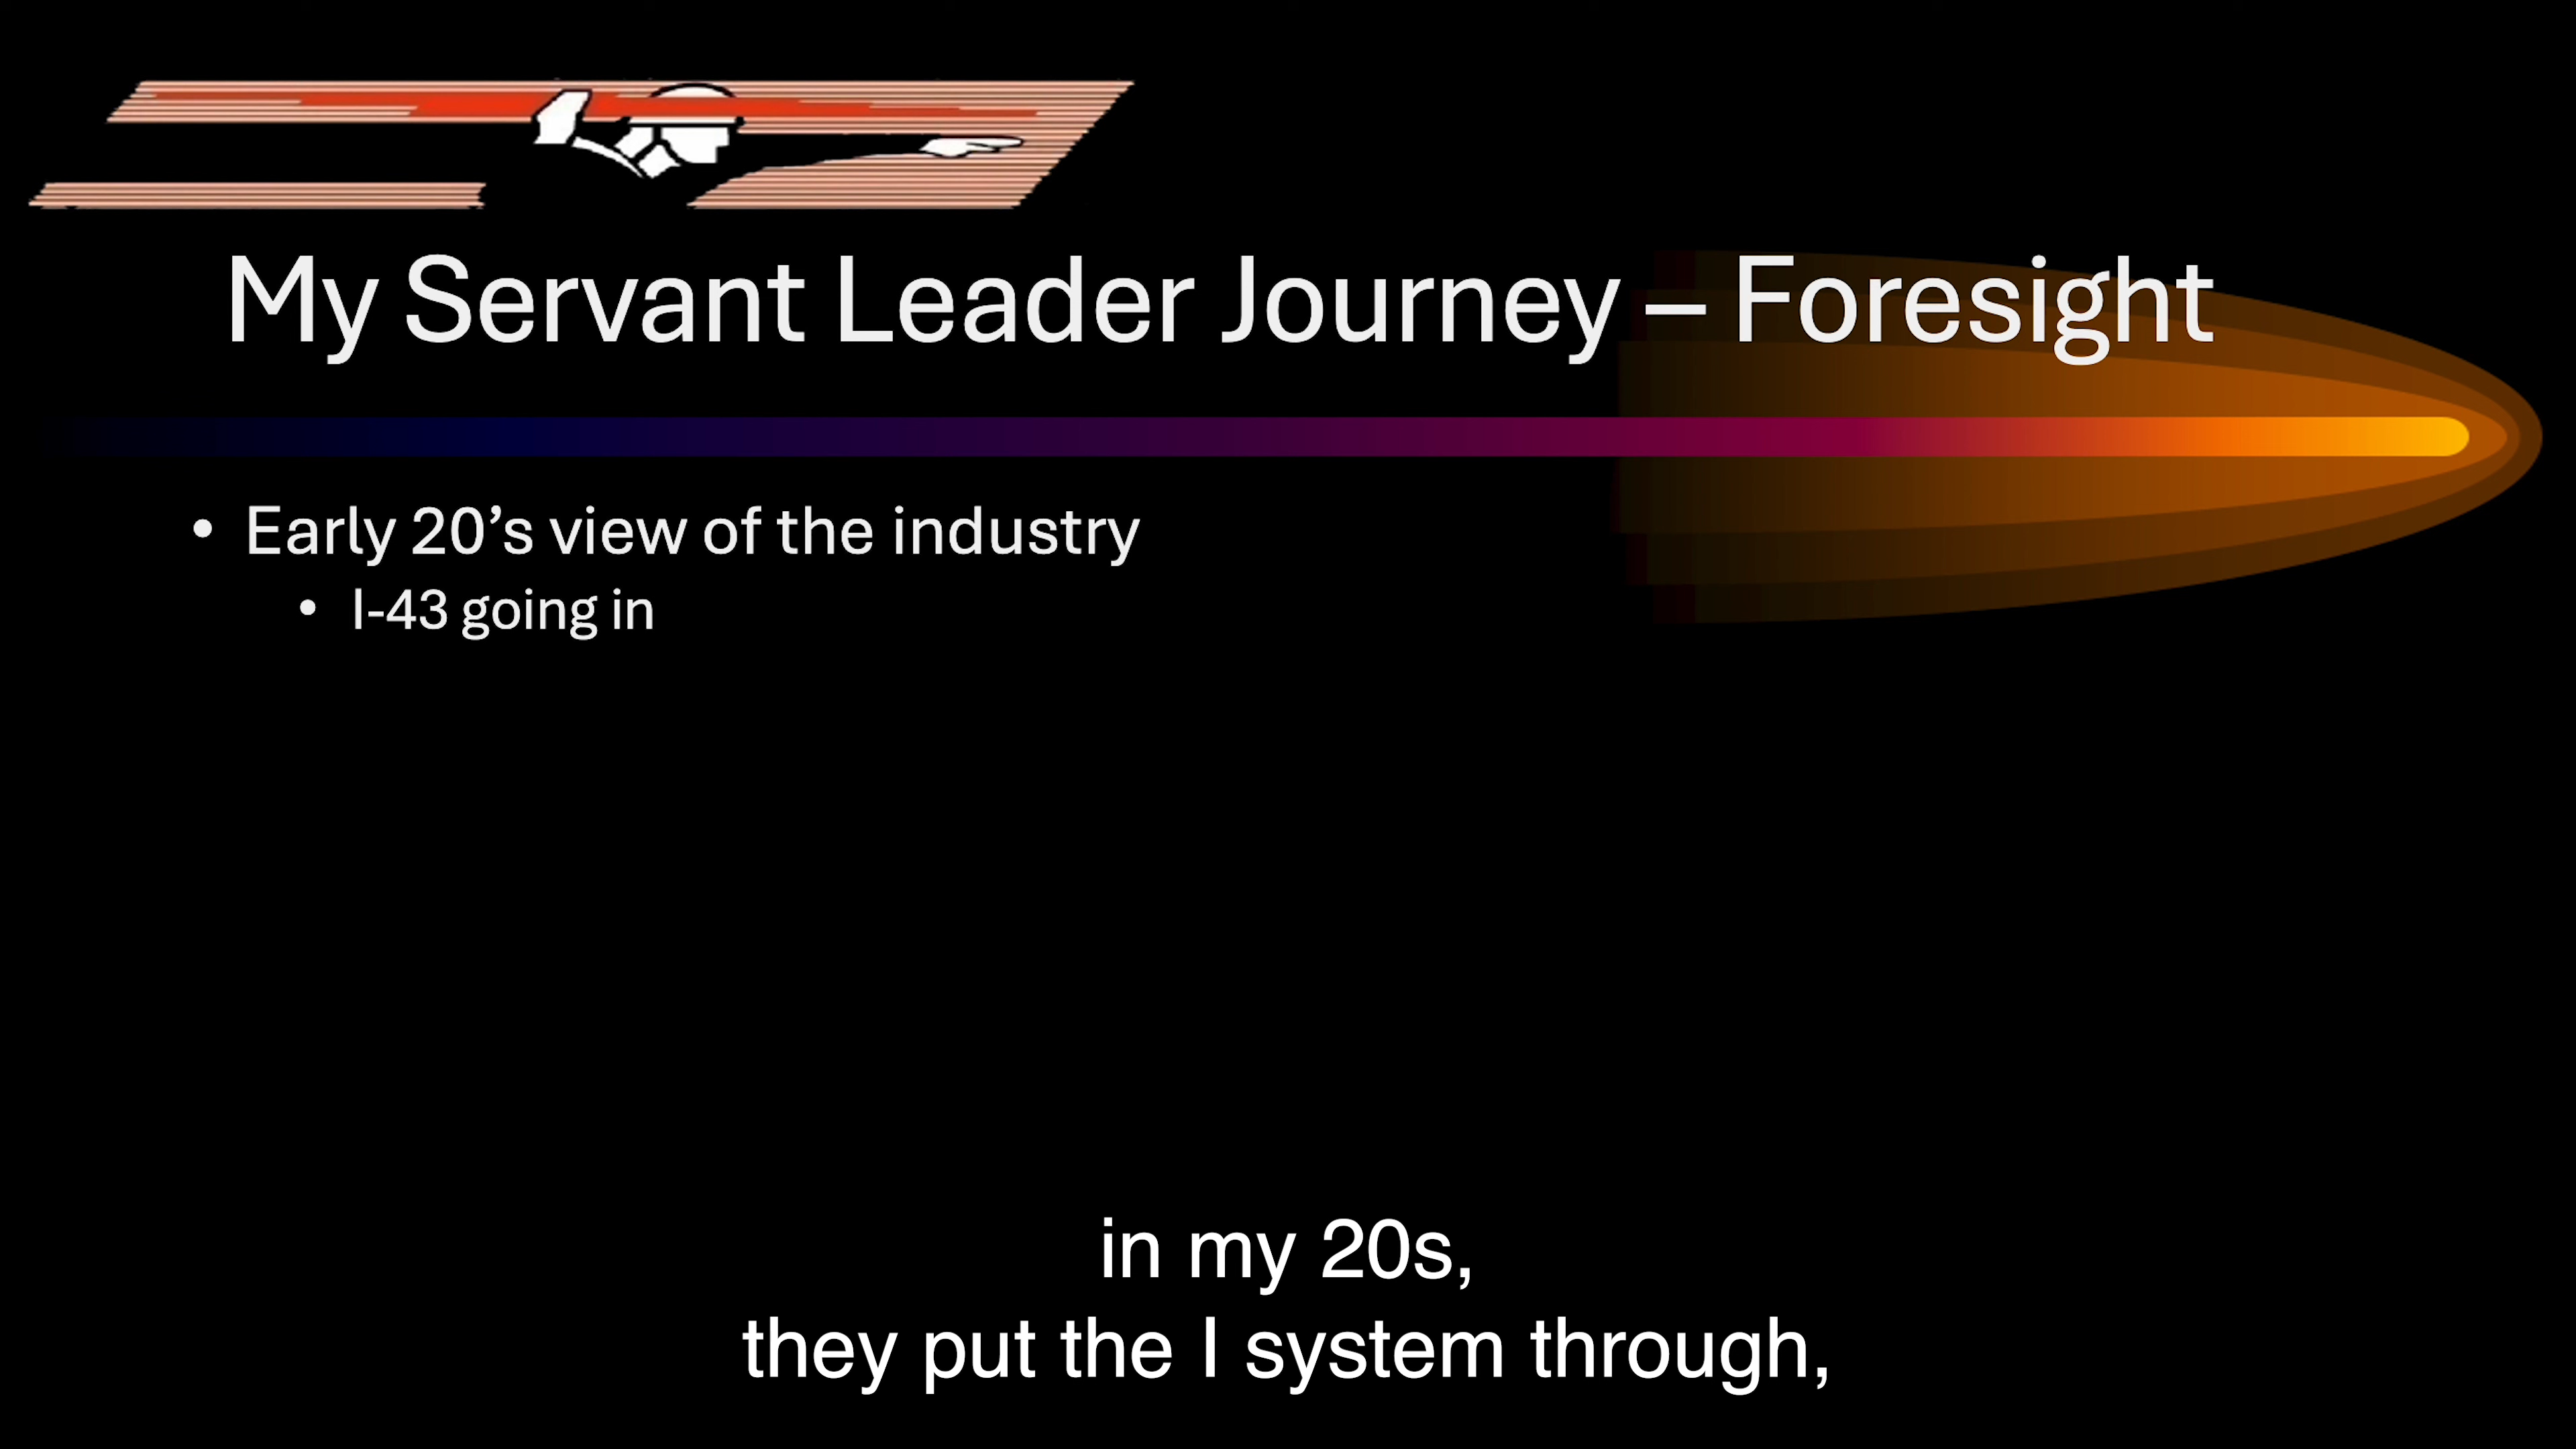 My Servant Leader Journey – Foresight
• Early 20’s view of the industry
• I-43 going in
in my 20s,
they put the I system through,